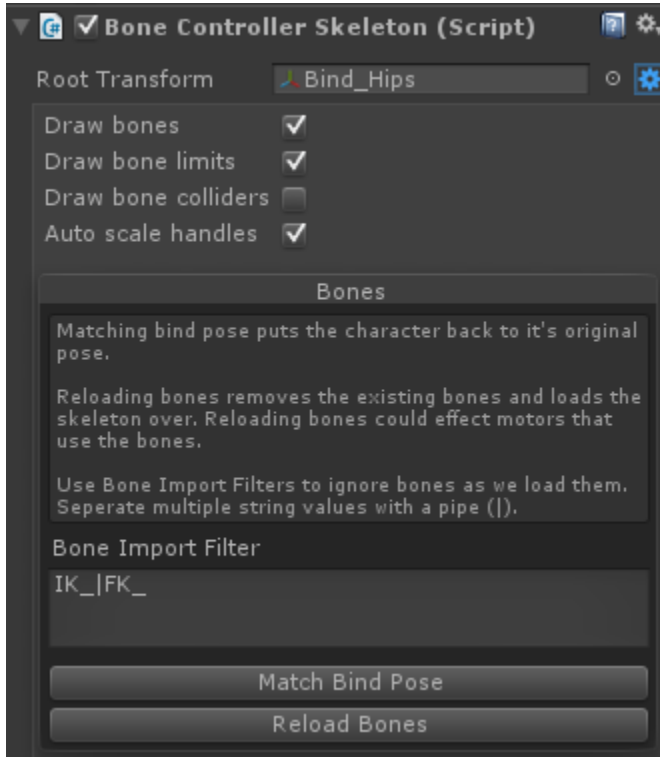 Bone Controller Skeleton (Script)
Root Transform Bind_Hips
Draw bones
Draw bone limits
Draw bone colliders
Auto scale handles
Bones
Matching bind pose puts the character back to it's original
pose.
Reloading bones removes the existing bones and loads the
skeleton over. Reloading bones could effect motors that
use the bones.
Use Bone Import Filters to ignore bones as we load them.
Seperate multiple string values with a pipe (|).
Bone Import Filter
IK_|FK_
Match Bind Pose
Reload Bones